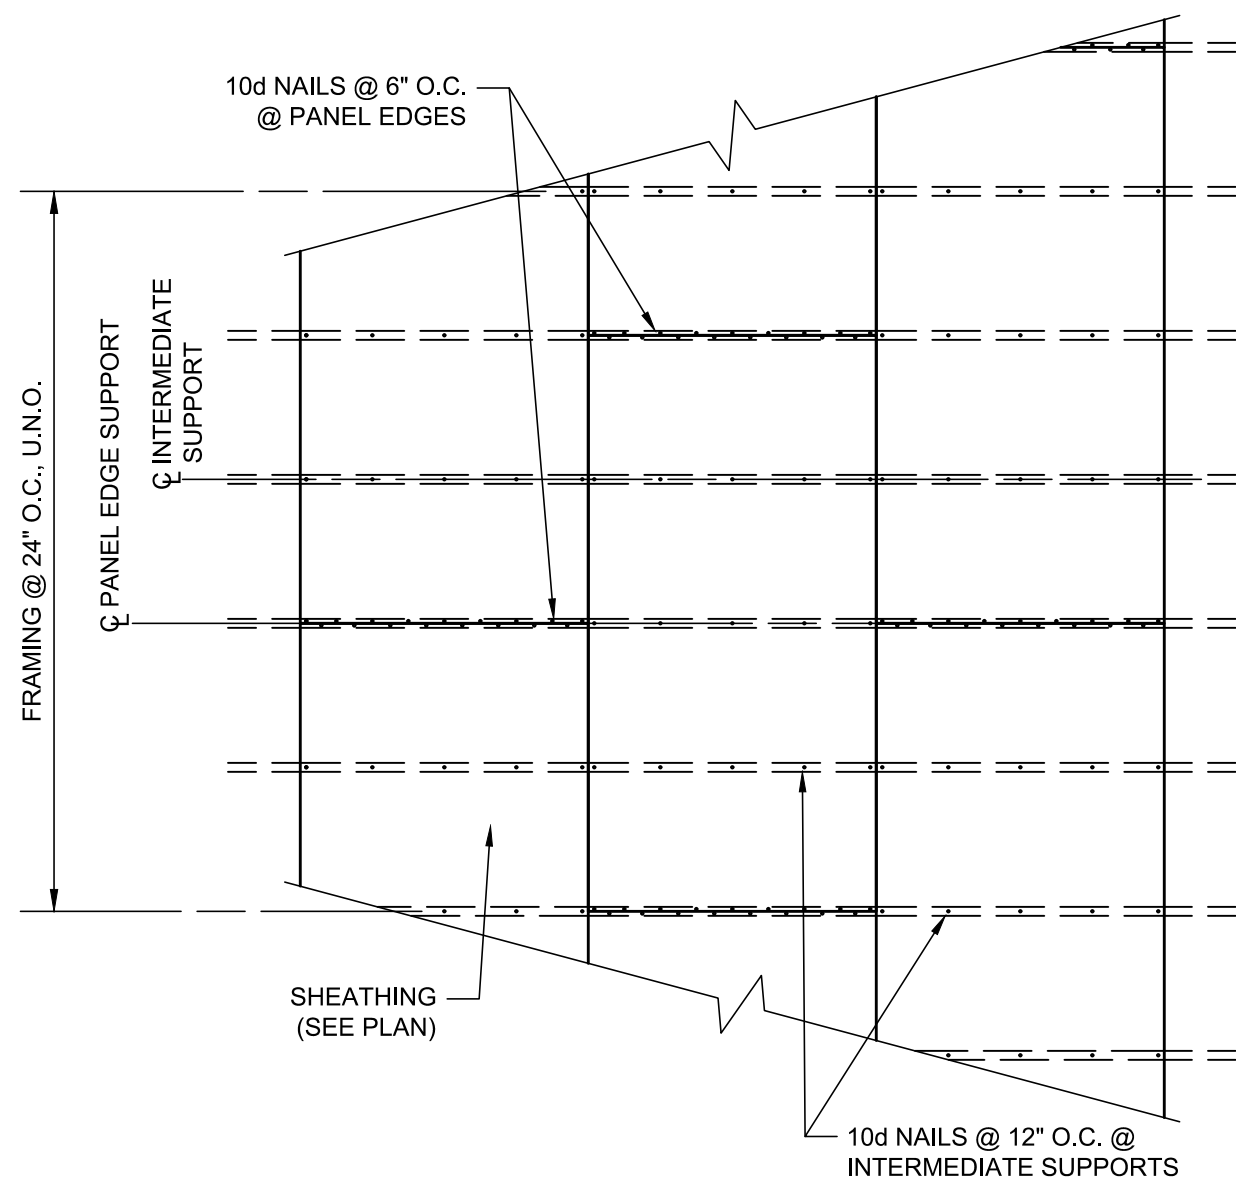 10d NAILS @ 6" O.C.
@ PANEL EDGES
FRAMING @ 24" O.C., U.N.O.
℄ PANEL EDGE SUPPORT
℄ INTERMEDIATE
SUPPORT
SHEATHING
(SEE PLAN)
10d NAILS @ 12" O.C. @
INTERMEDIATE SUPPORTS